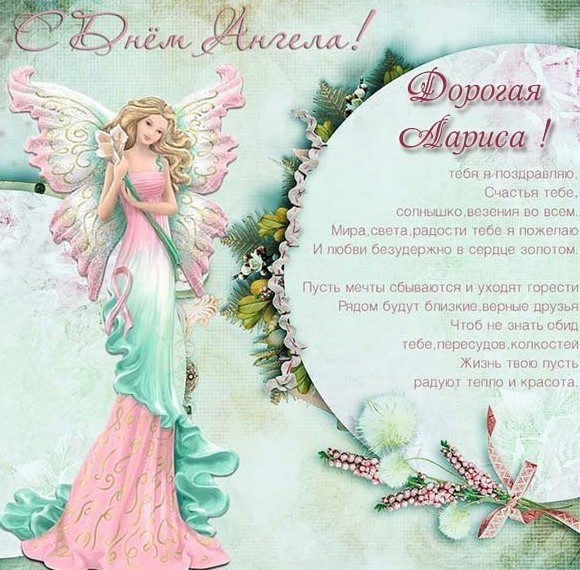 С Днём Ангела!
Дорогая
Лариса !
тебя я поздравляю.
Счастья тебе,
солнышко,везения во всем.
Мира,света,радости тебе я пожелаю
И любви безудержно в сердце золотом.
Пусть мечты сбываются и уходят горести
Рядом будут близкие,верные друзья
Чтоб не знать обид
тебе,пересудов,колкостей
Жизнь твою пусть
радуют тепло и красота.